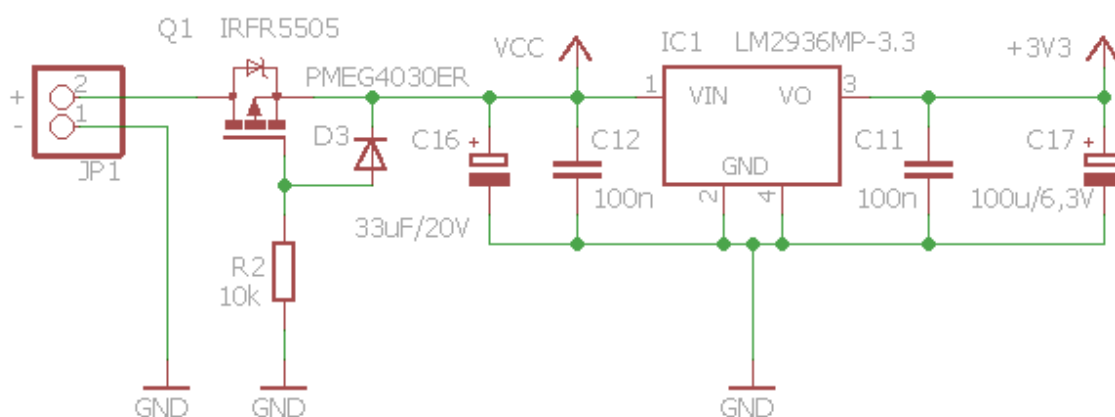 Q1 IRFR5505
VCC
IC1 LM2936MP-3.3
+3V3
PMEG4030ER
+ 2
- 1
JP1
D3
C16 +
33uF/20V
C12
100n
1 VIN VO 3
GND
2 4
C11
100n
C17 +
100u/6,3V
R2
10k
GND
GND
GND